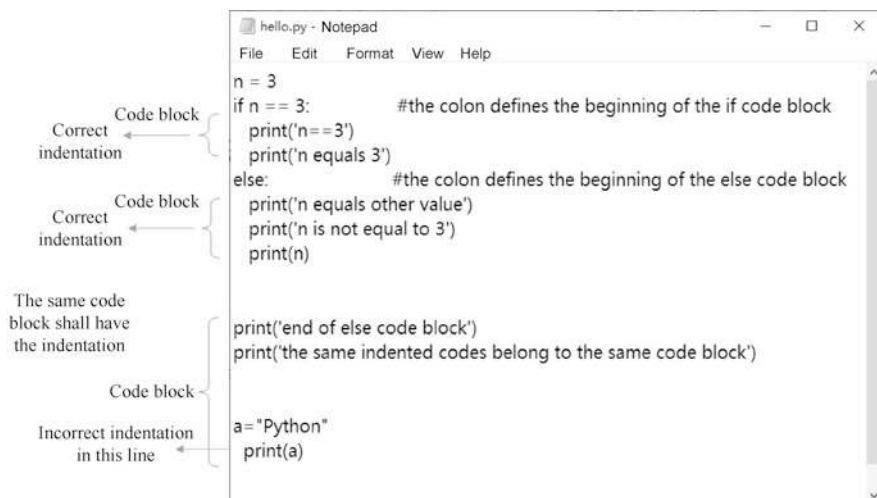 hello.py - Notepad
File Edit Format View Help
n = 3
if n == 3: #the colon defines the beginning of the if code block
print('n==3')
print('n equals 3')
else: #the colon defines the beginning of the else code block
print('n equals other value')
print('n is not equal to 3')
print(n)
print('end of else code block')
print('the same indented codes belong to the same code block')
a="Python"
print(a)
Code block
Correct
indentation
Code block
Correct
indentation
The same code
block shall have
the indentation
Code block
Incorrect indentation
in this line